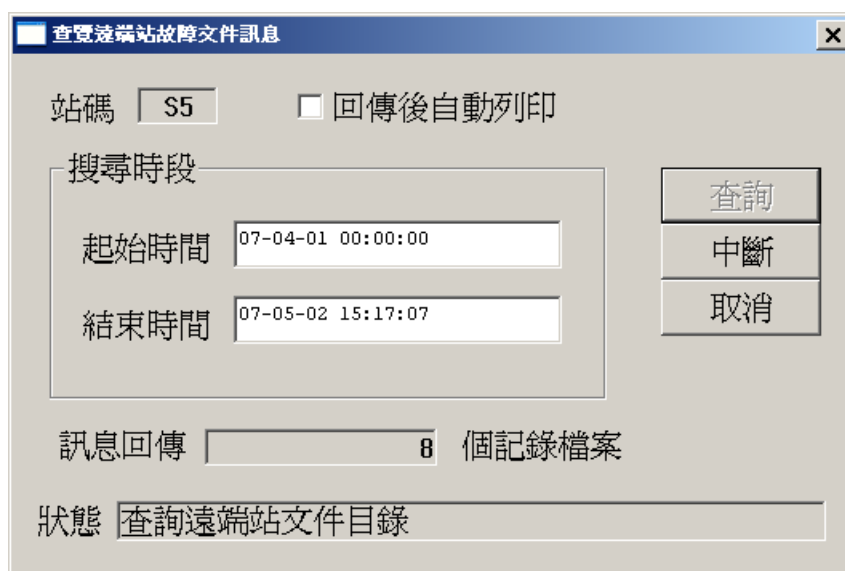 查覽遠端站故障文件訊息
站碼 S5 回傳後自動列印
搜尋時段
查詢
起始時間 07-04-01 00:00:00
中斷
結束時間 07-05-02 15:17:07
取消
訊息回傳 8 個記錄檔案
狀態 查詢遠端站文件目錄